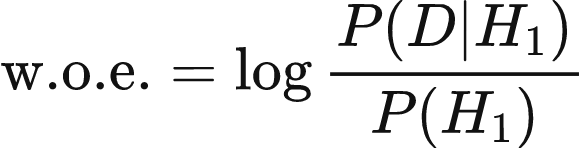 w.o.e. = log P(D|H₁) / P(H₁)